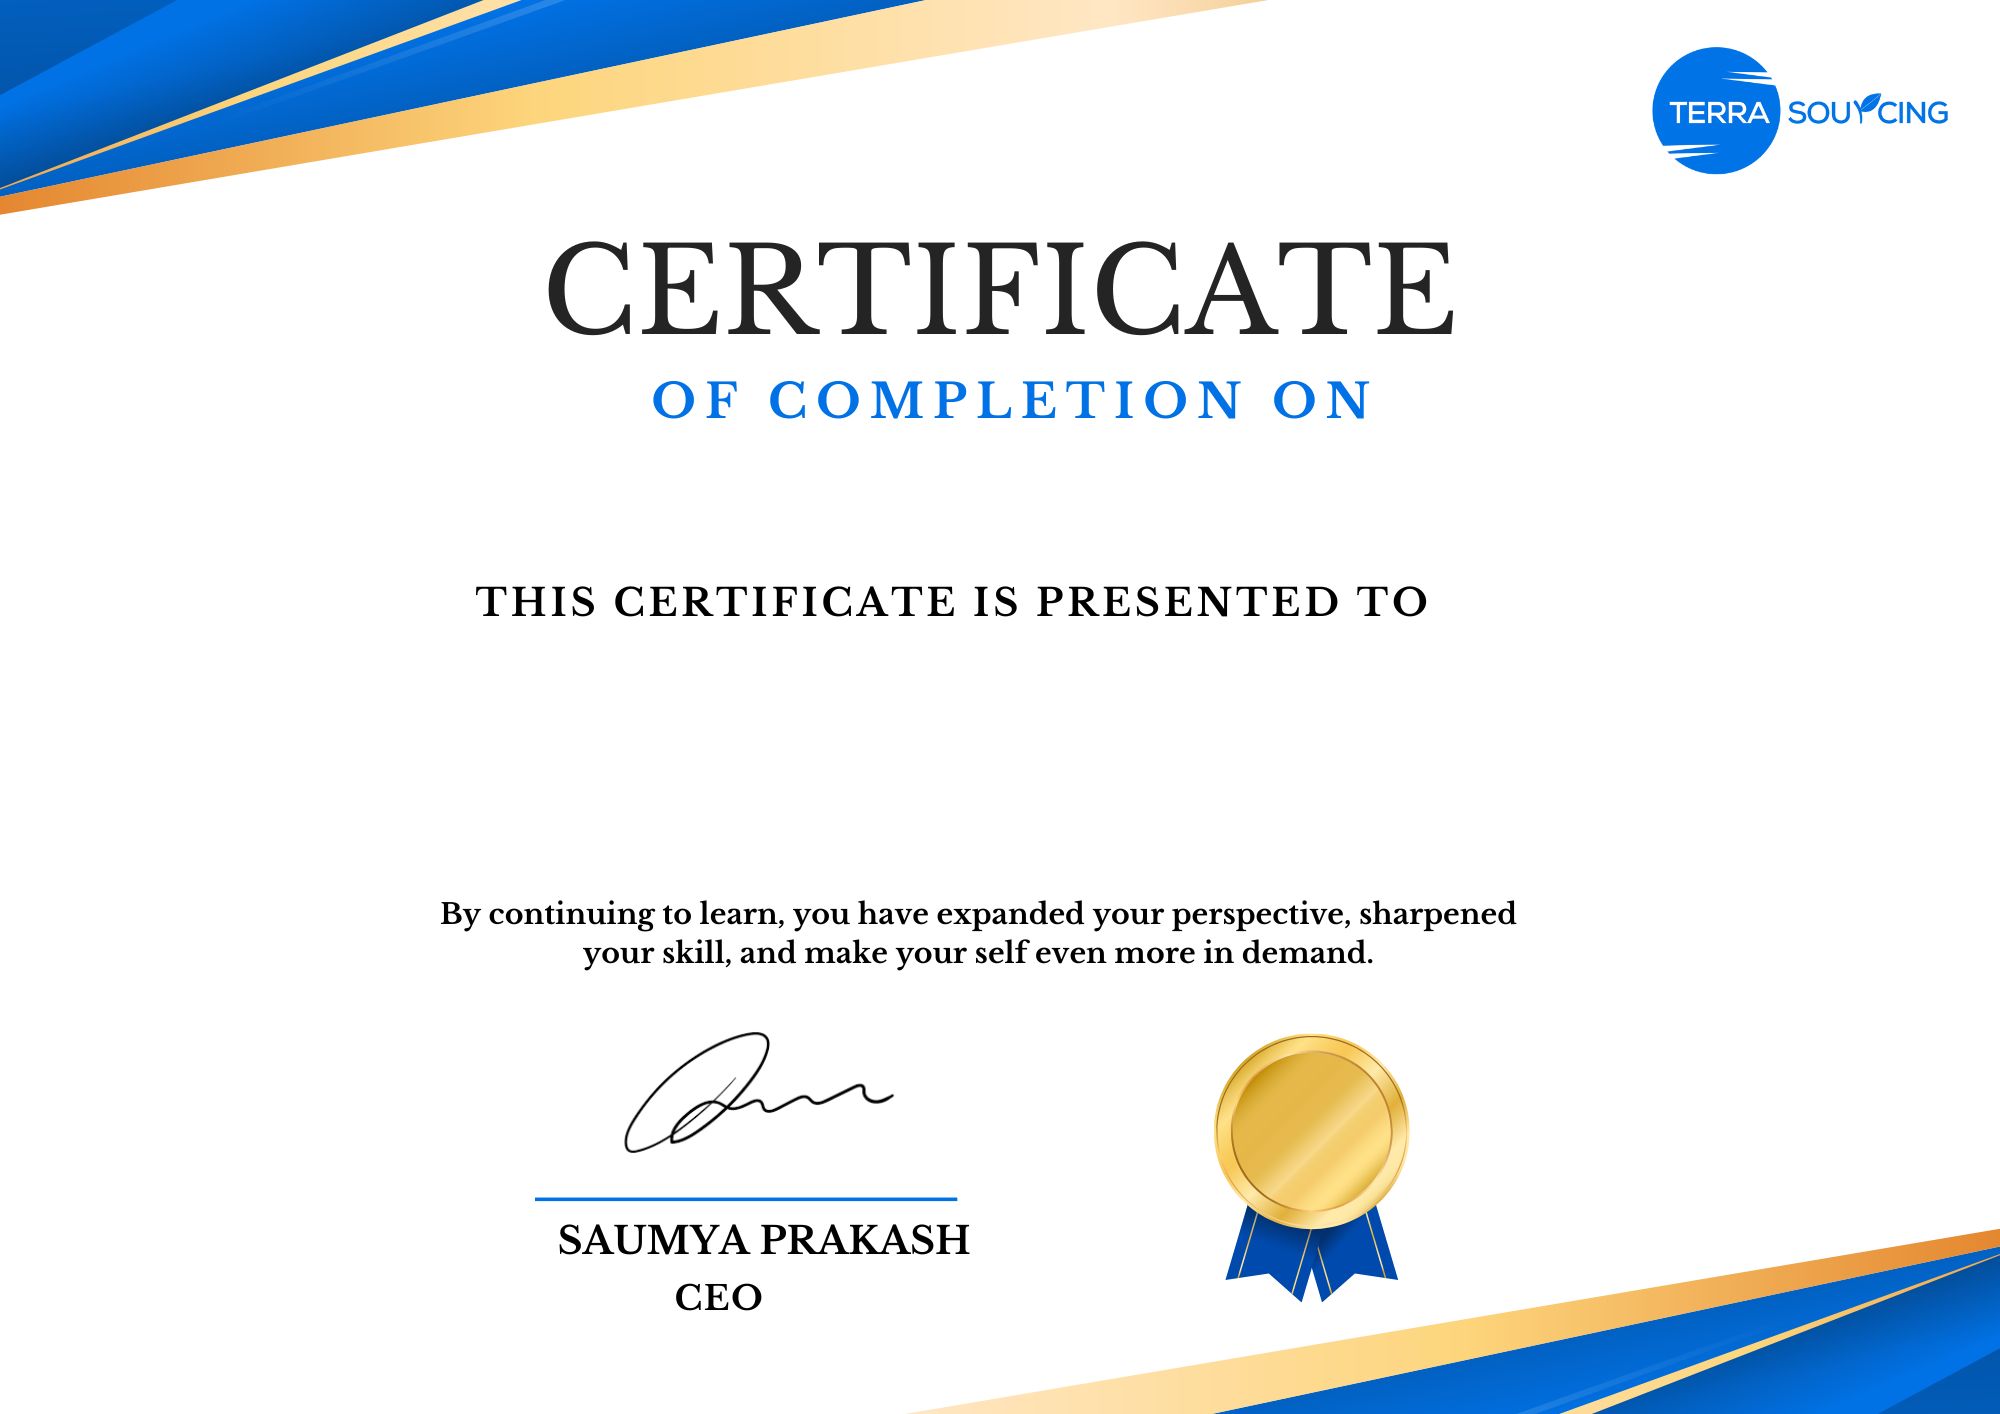 TERRA SOURCING
CERTIFICATE
OF COMPLETION ON
THIS CERTIFICATE IS PRESENTED TO
By continuing to learn, you have expanded your perspective, sharpened
your skill, and make your self even more in demand.
SAUMYA PRAKASH
CEO